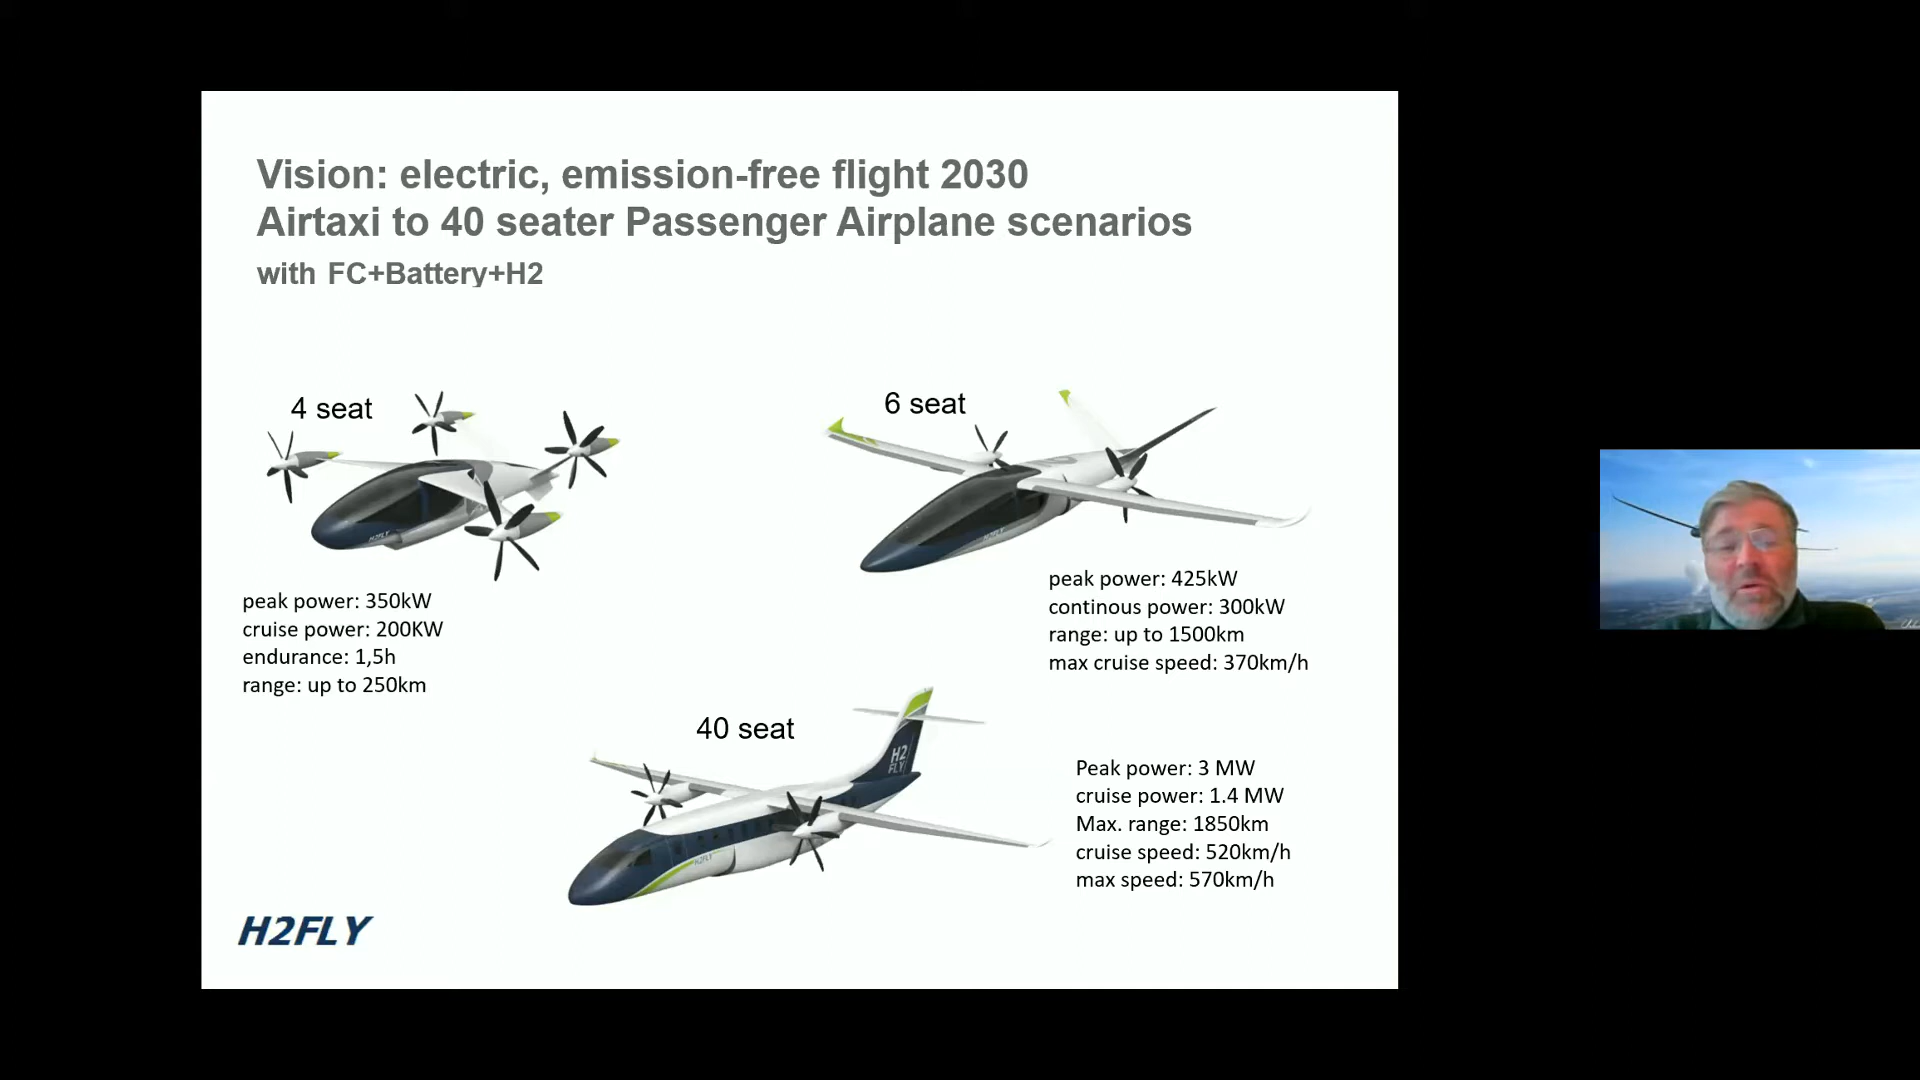 Vision: electric, emission-free flight 2030
Airtaxi to 40 seater Passenger Airplane scenarios
with FC+Battery+H2
4 seat
H2FLY
peak power: 350kW
cruise power: 200KW
endurance: 1,5h
range: up to 250km
6 seat
H2FLY
peak power: 425kW
continous power: 300kW
range: up to 1500km
max cruise speed: 370km/h
40 seat
H2
FLY
H2FLY
Peak power: 3 MW
cruise power: 1.4 MW
Max. range: 1850km
cruise speed: 520km/h
max speed: 570km/h
H2FLY